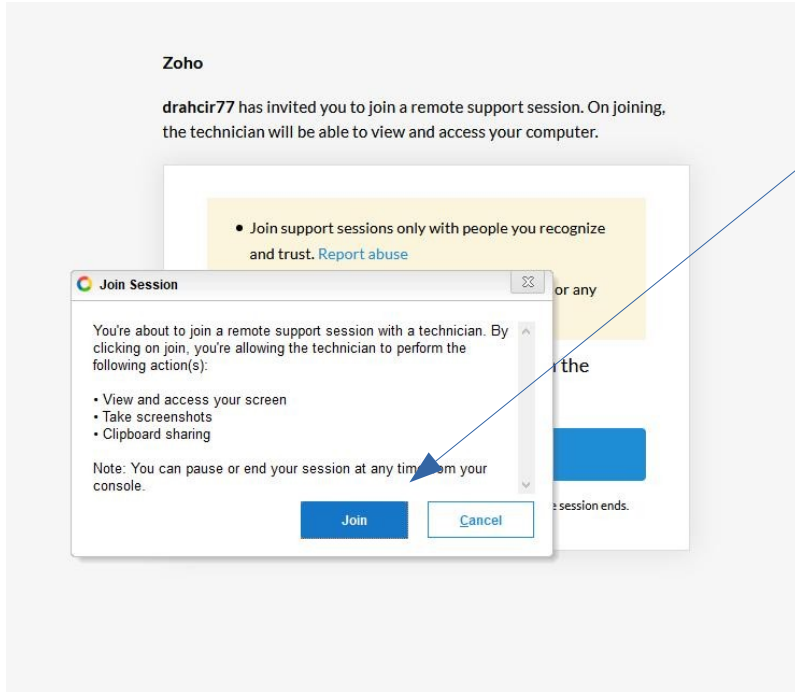 Zoho
drahcir77 has invited you to join a remote support session. On joining,
the technician will be able to view and access your computer.
• Join support sessions only with people you recognize
and trust. Report abuse
or any
the
Join Session
You're about to join a remote support session with a technician. By
clicking on join, you're allowing the technician to perform the
following action(s):
• View and access your screen
• Take screenshots
• Clipboard sharing
Note: You can pause or end your session at any time from your
console.
Join
Cancel
session ends.